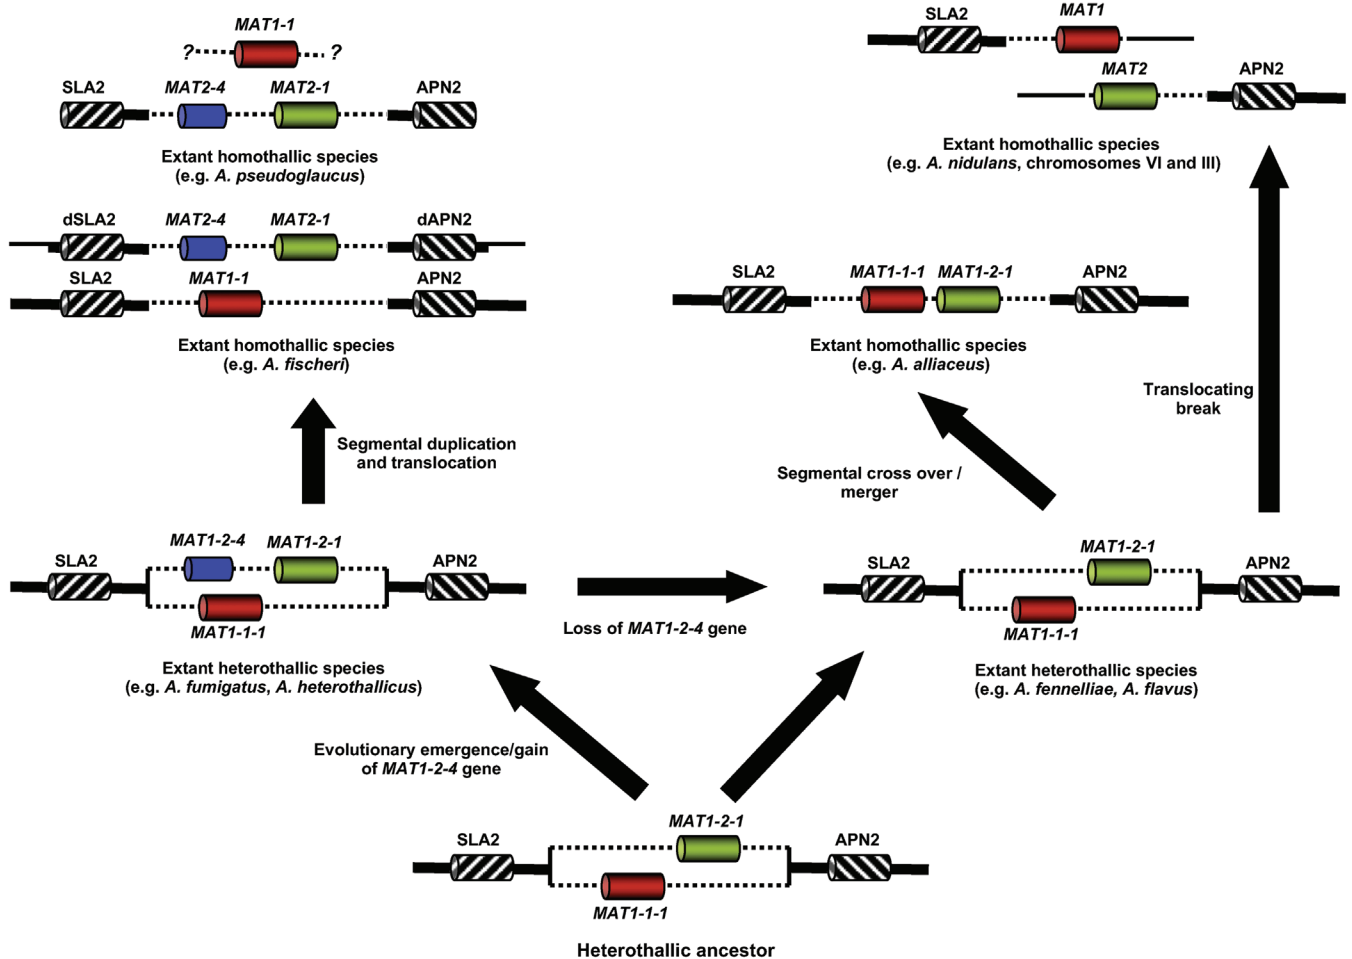 MAT1-1
? ?
SLA2 MAT2-4 MAT2-1 APN2
Extant homothallic species
(e.g. A. pseudoglaucus)
dSLA2 MAT2-4 MAT2-1 dAPN2
SLA2 MAT1-1 APN2
Extant homothallic species
(e.g. A. fischeri)
Segmental duplication
and translocation
SLA2 MAT1-2-4 MAT1-2-1 APN2
MAT1-1-1
Extant heterothallic species
(e.g. A. fumigatus, A. heterothallicus)
SLA2 MAT1
MAT2 APN2
Extant homothallic species
(e.g. A. nidulans, chromosomes VI and III)
SLA2 MAT1-1-1 MAT1-2-1 APN2
Extant homothallic species
(e.g. A. alliaceus)
Translocating
break
Segmental cross over /
merger
SLA2 MAT1-2-1 APN2
MAT1-1-1
Extant heterothallic species
(e.g. A. fennelliae, A. flavus)
Loss of MAT1-2-4 gene
Evolutionary emergence/gain
of MAT1-2-4 gene
SLA2 MAT1-2-1 APN2
MAT1-1-1
Heterothallic ancestor